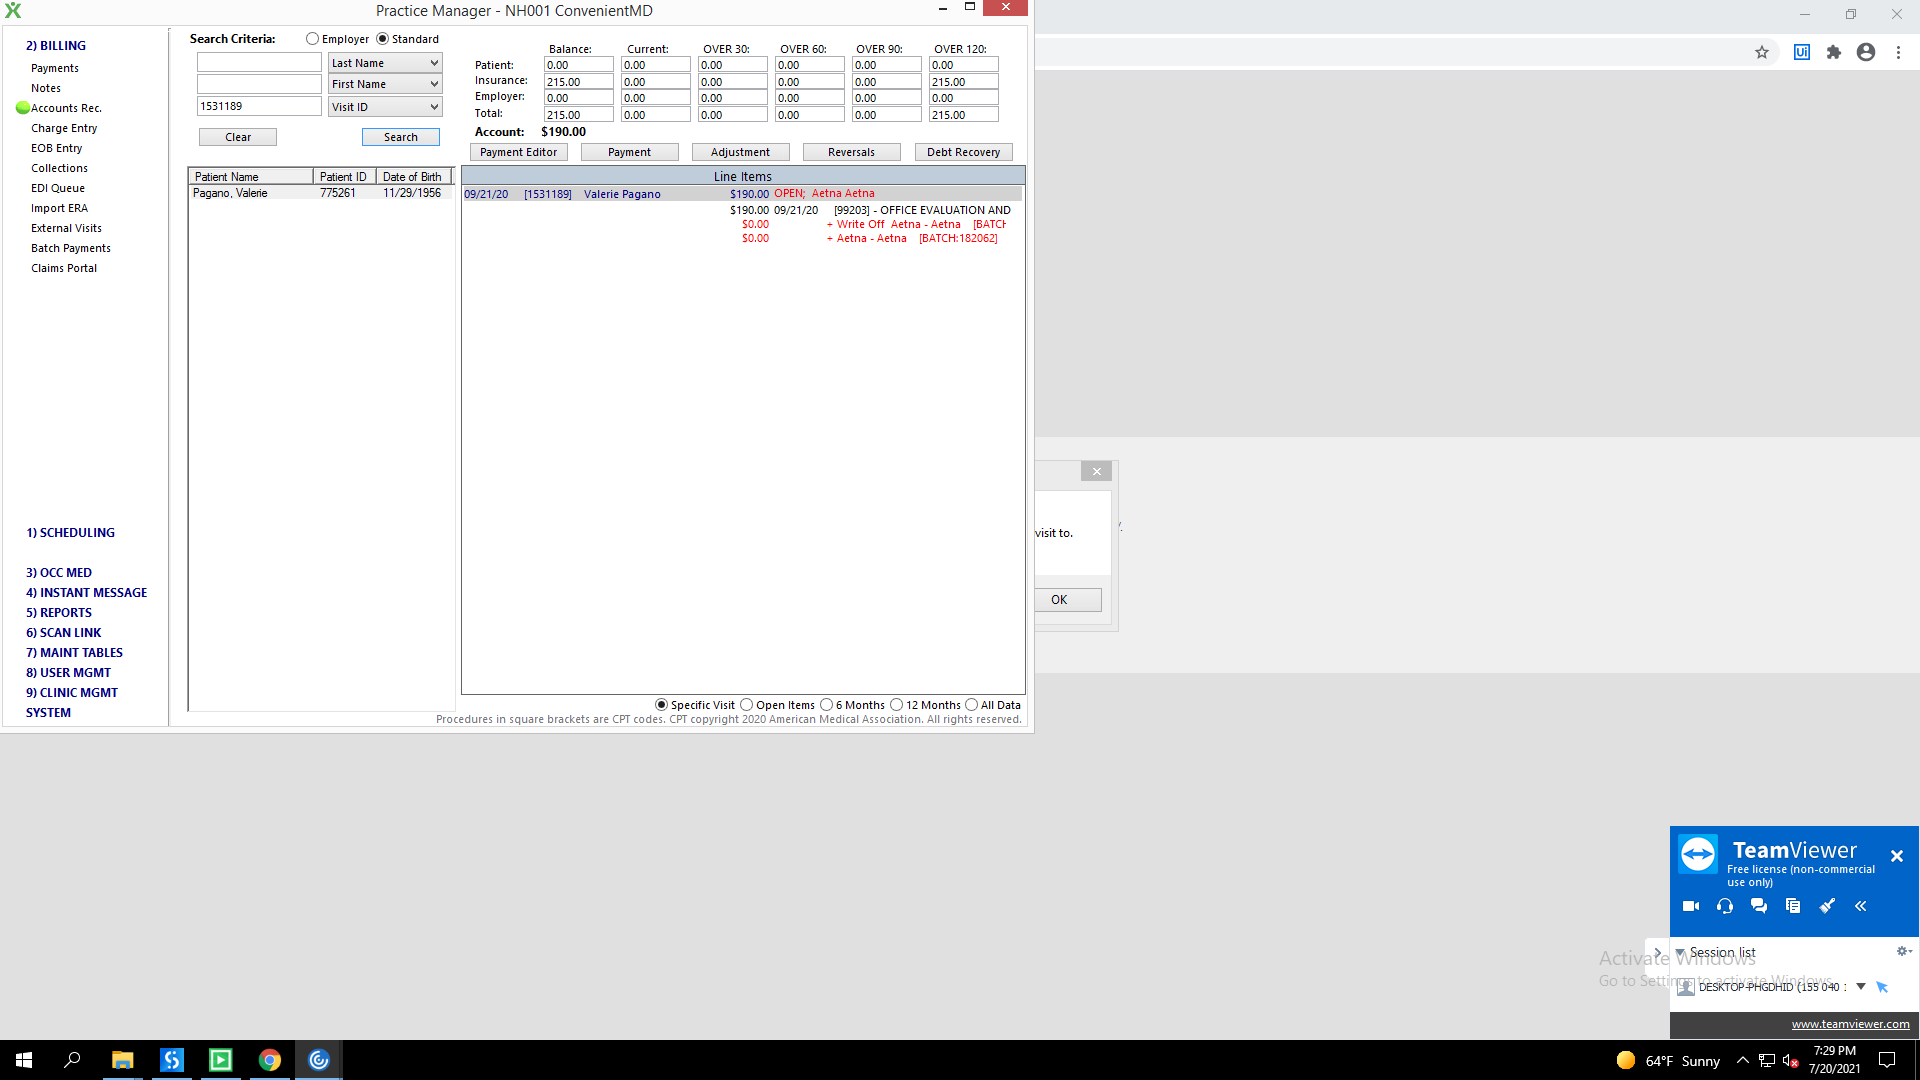 Practice Manager - NH001 ConvenientMD
2) BILLING
Payments
Notes
Accounts Rec.
Charge Entry
EOB Entry
Collections
EDI Queue
Import ERA
External Visits
Batch Payments
Claims Portal
1) SCHEDULING
3) OCC MED
4) INSTANT MESSAGE
5) REPORTS
6) SCAN LINK
7) MAINT TABLES
8) USER MGMT
9) CLINIC MGMT
SYSTEM
Search Criteria: Employer Standard
Last Name
First Name
1531189 Visit ID
Clear Search
Balance: Current: OVER 30: OVER 60: OVER 90: OVER 120:
Patient: 0.00 0.00 0.00 0.00 0.00 0.00
Insurance: 215.00 0.00 0.00 0.00 0.00 215.00
Employer: 0.00 0.00 0.00 0.00 0.00 0.00
Total: 215.00 0.00 0.00 0.00 0.00 215.00
Account: $190.00
Payment Editor Payment Adjustment Reversals Debt Recovery
Patient Name Patient ID Date of Birth
Pagano, Valerie 775261 11/29/1956
Line Items
09/21/20 [1531189] Valerie Pagano $190.00 OPEN; Aetna Aetna
$190.00 09/21/20 [99203] - OFFICE EVALUATION AND
$0.00 + Write Off Aetna - Aetna [BATCH
$0.00 + Aetna - Aetna [BATCH:182062]
Specific Visit Open Items 6 Months 12 Months All Data
Procedures in square brackets are CPT codes. CPT copyright 2020 American Medical Association. All rights reserved.
visit to.
OK
TeamViewer
Free license (non-commercial
use only)
Session list
DESKTOP-PHGDHID (155 040 :
www.teamviewer.com
Activate Windows
Go to Settings to activate Windows.
64°F Sunny
7:29 PM
7/20/2021